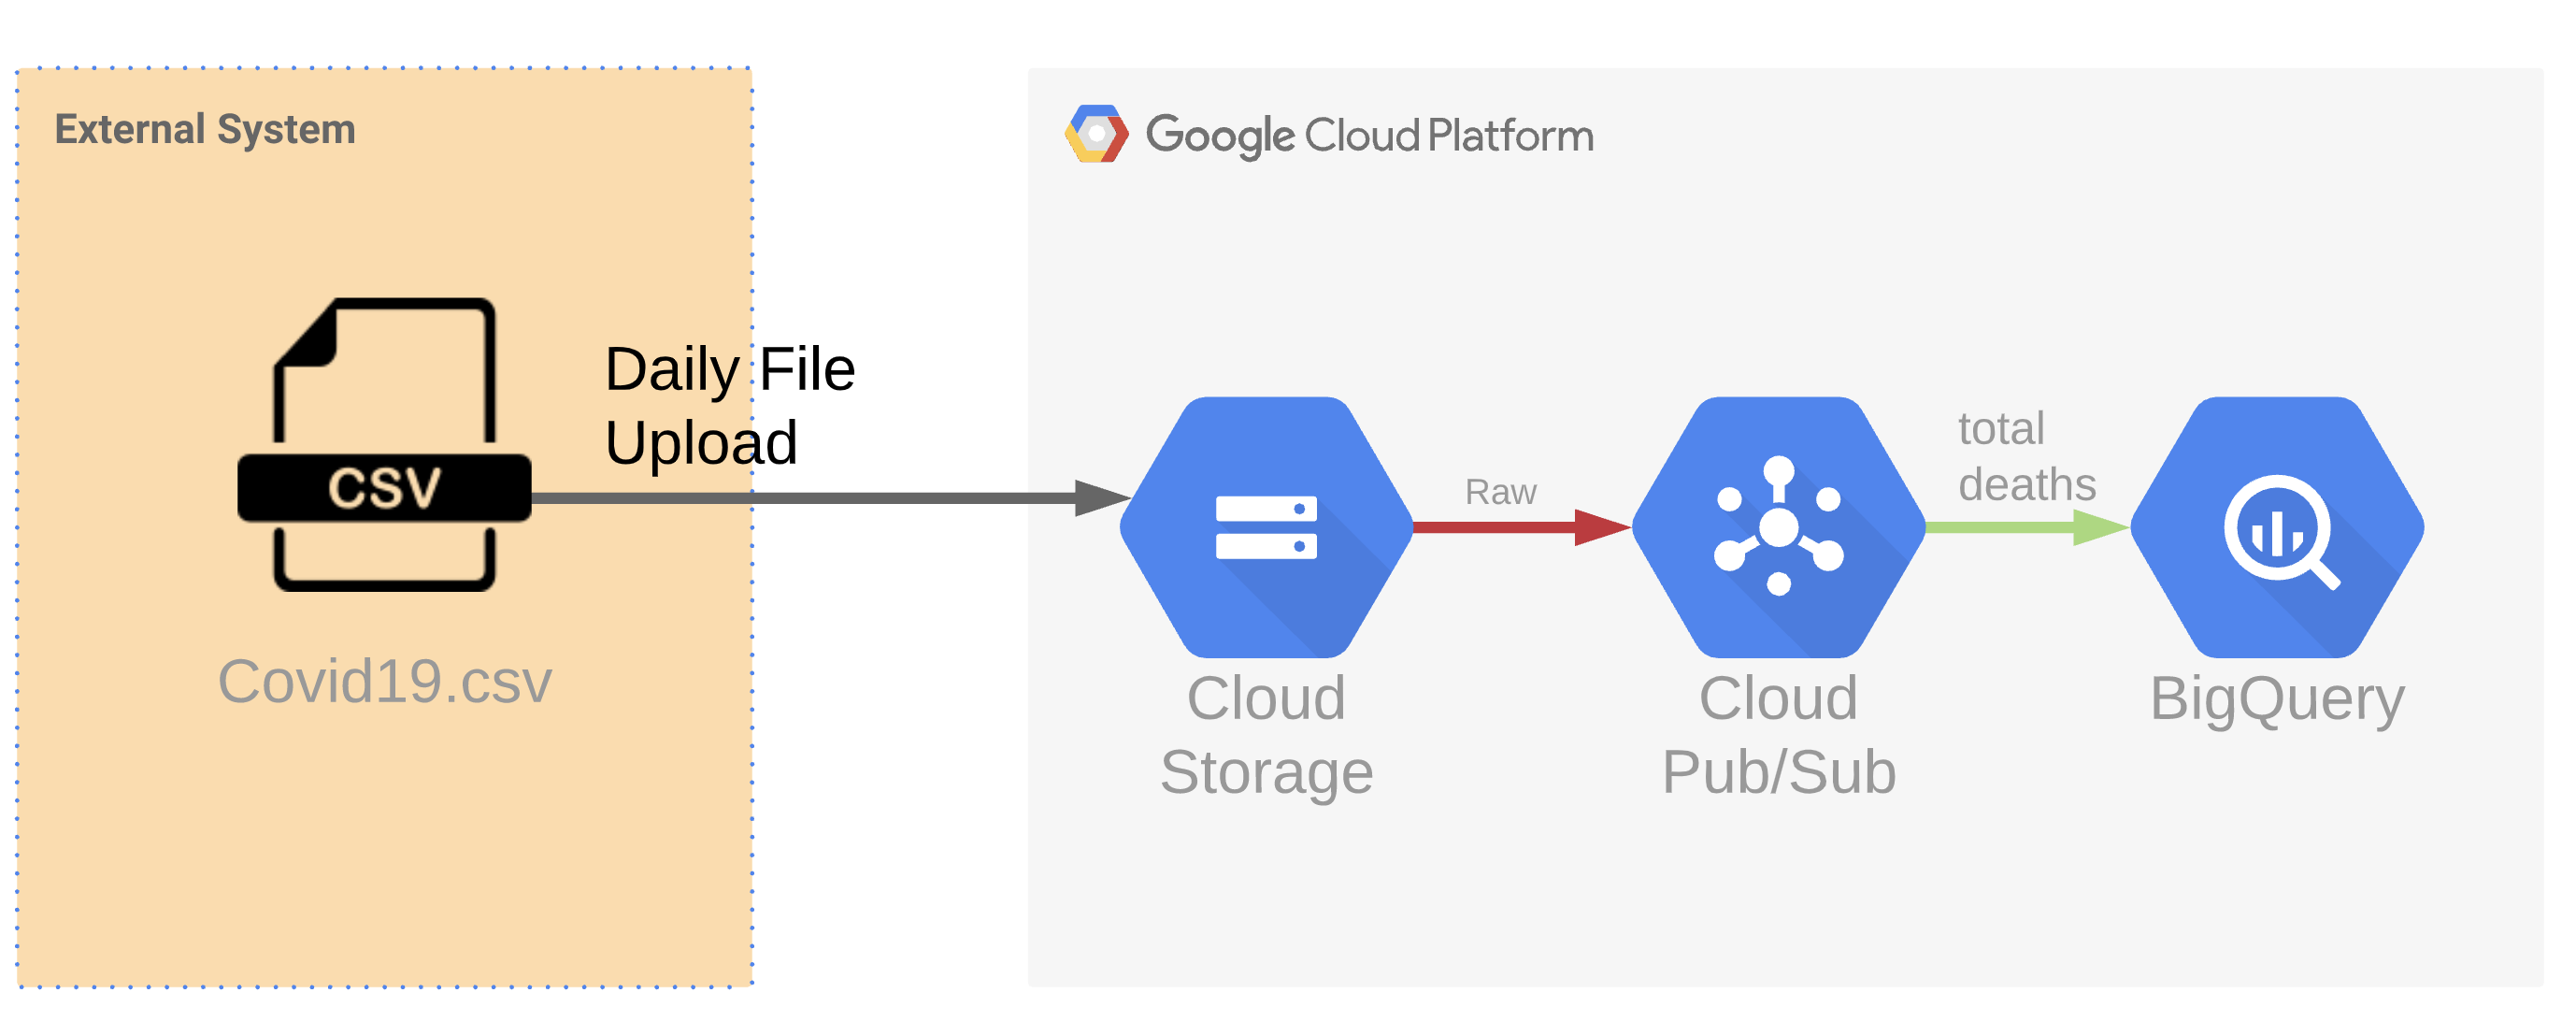 External System
Google Cloud Platform
Daily File
Upload
CSV
Covid19.csv
Raw
total
deaths
Cloud
Storage
Cloud
Pub/Sub
BigQuery